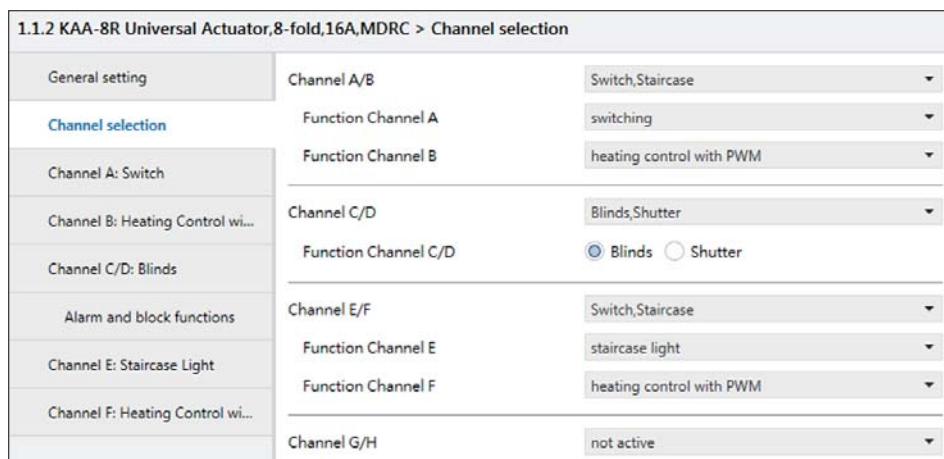 1.1.2 KAA-8R Universal Actuator,8-fold,16A,MDRC > Channel selection
General setting
Channel selection
Channel A: Switch
Channel B: Heating Control wi...
Channel C/D: Blinds
Alarm and block functions
Channel E: Staircase Light
Channel F: Heating Control wi...
Channel A/B Switch,Staircase
Function Channel A switching
Function Channel B heating control with PWM
Channel C/D Blinds,Shutter
Function Channel C/D Blinds Shutter
Channel E/F Switch,Staircase
Function Channel E staircase light
Function Channel F heating control with PWM
Channel G/H not active